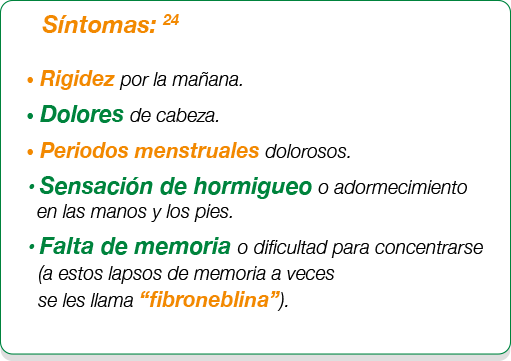 Síntomas: 24
• Rigidez por la mañana.
• Dolores de cabeza.
• Periodos menstruales dolorosos.
• Sensación de hormigueo o adormecimiento
en las manos y los pies.
• Falta de memoria o dificultad para concentrarse
(a estos lapsos de memoria a veces
se les llama “fibroneblina”).